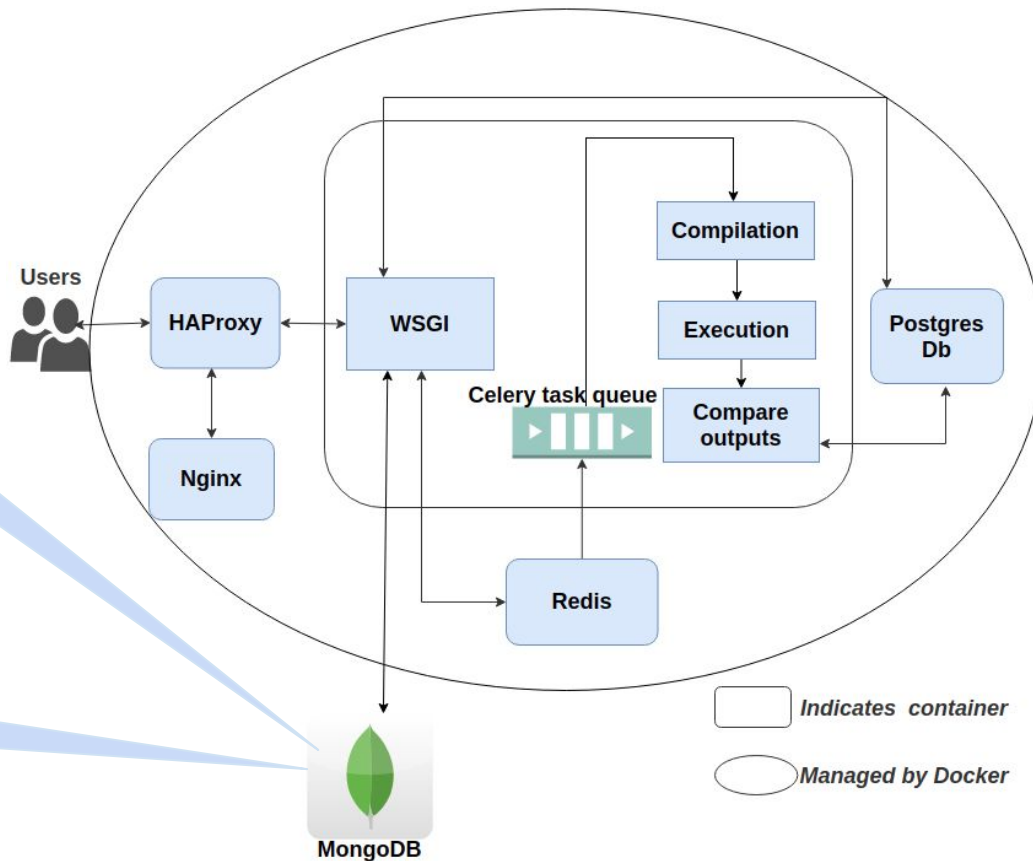 Users
HAProxy
WSGI
Nginx
Celery task queue
Compilation
Execution
Compare
outputs
Postgres
Db
Redis
MongoDB
Indicates container
Managed by Docker